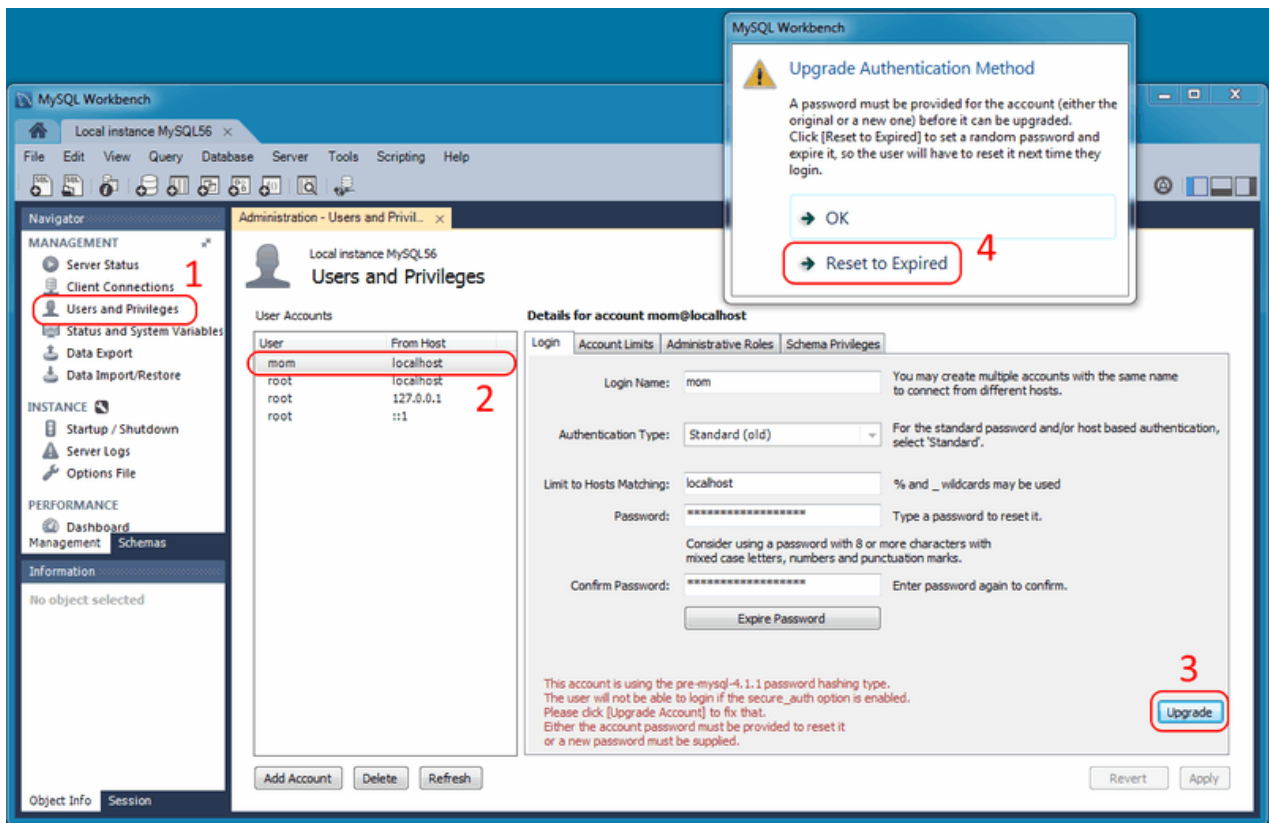 MySQL Workbench
Upgrade Authentication Method
A password must be provided for the account (either the
original or a new one) before it can be upgraded.
Click [Reset to Expired] to set a random password and
expire it, so the user will have to reset it next time they
login.
OK
Reset to Expired
4
MySQL Workbench
Local instance MySQL56
File Edit View Query Database Server Tools Scripting Help
Navigator
MANAGEMENT
Server Status
Client Connections
1
Users and Privileges
Status and System Variables
Data Export
Data Import/Restore
INSTANCE
Startup / Shutdown
Server Logs
Options File
PERFORMANCE
Dashboard
Management Schemas
Information
No object selected
Object Info Session
Administration - Users and Privil...
Local instance MySQL56
Users and Privileges
User Accounts
User From Host
mom localhost
root localhost
root 127.0.0.1
root ::1
2
Add Account Delete Refresh
Details for account mom@localhost
Login Account Limits Administrative Roles Schema Privileges
Login Name: mom You may create multiple accounts with the same name
to connect from different hosts.
Authentication Type: Standard (old) For the standard password and/or host based authentication,
select 'Standard'.
Limit to Hosts Matching: localhost % and _ wildcards may be used
Password: ****************** Type a password to reset it.
Consider using a password with 8 or more characters with
mixed case letters, numbers and punctuation marks.
Confirm Password: ****************** Enter password again to confirm.
Expire Password
This account is using the pre-mysql-4.1.1 password hashing type.
The user will not be able to login if the secure_auth option is enabled.
Please click [Upgrade Account] to fix that.
Either the account password must be provided to reset it
or a new password must be supplied.
3
Upgrade
Revert Apply